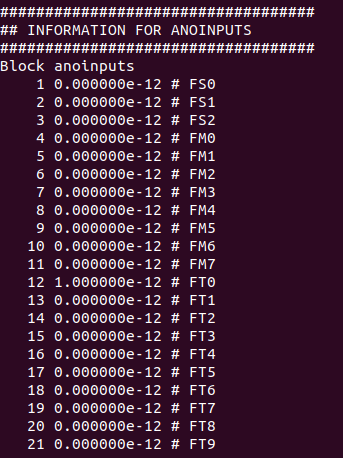 ###################################
## INFORMATION FOR ANOINPUTS
###################################
Block anoinputs
1 0.000000e-12 # FS0
2 0.000000e-12 # FS1
3 0.000000e-12 # FS2
4 0.000000e-12 # FM0
5 0.000000e-12 # FM1
6 0.000000e-12 # FM2
7 0.000000e-12 # FM3
8 0.000000e-12 # FM4
9 0.000000e-12 # FM5
10 0.000000e-12 # FM6
11 0.000000e-12 # FM7
12 1.000000e-12 # FT0
13 0.000000e-12 # FT1
14 0.000000e-12 # FT2
15 0.000000e-12 # FT3
16 0.000000e-12 # FT4
17 0.000000e-12 # FT5
18 0.000000e-12 # FT6
19 0.000000e-12 # FT7
20 0.000000e-12 # FT8
21 0.000000e-12 # FT9